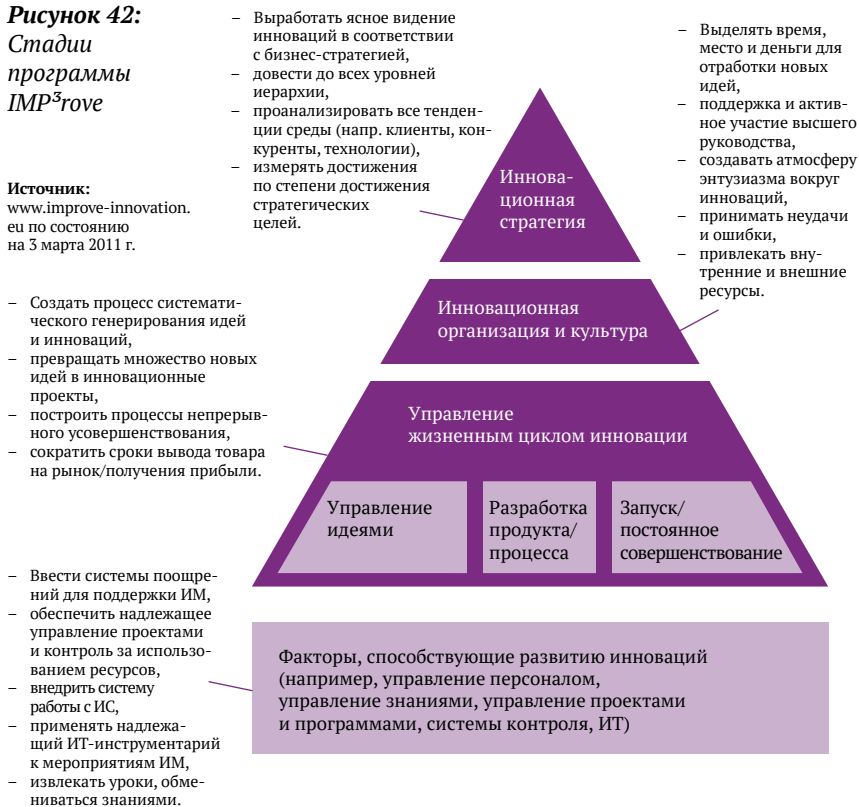 Рисунок 42:
Стадии
программы
IMP³rove
Источник:
www.improve-innovation.
eu по состоянию
на 3 марта 2011 г.
– Выработать ясное видение
инноваций в соответствии
с бизнес-стратегией,
– довести до всех уровней
иерархии,
– проанализировать все тенден-
ции среды (напр. клиенты, кон-
куренты, технологии),
– измерять достижения
по степени достижения
стратегических
целей.
– Выделять время,
место и деньги для
отработки новых
идей,
– поддержка и актив-
ное участие высшего
руководства,
– создавать атмосферу
энтузиазма вокруг
инноваций,
– принимать неудачи
и ошибки,
– привлекать вну-
тренние и внешние
ресурсы.
Иннова-
ционная
стратегия
Инновационная
организация и культура
– Создать процесс системати-
ческого генерирования идей
и инноваций,
– превращать множество новых
идей в инновационные
проекты,
– построить процессы непрерыв-
ного усовершенствования,
– сократить сроки вывода товара
на рынок/получения прибыли.
Управление
жизненным циклом инновации
Управление
идеями
Разработка
продукта/
процесса
Запуск/
постоянное
совершенствование
– Ввести системы поощре-
ний для поддержки ИМ,
– обеспечить надлежащее
управление проектами
и контроль за использо-
ванием ресурсов,
– внедрить систему
работы с ИС,
– применять надлежа-
щий ИТ-инструментарий
к мероприятиям ИМ,
– извлекать уроки, обме-
ниваться знаниями.
Факторы, способствующие развитию инноваций
(например, управление персоналом,
управление знаниями, управление проектами
и программами, системы контроля, ИТ)